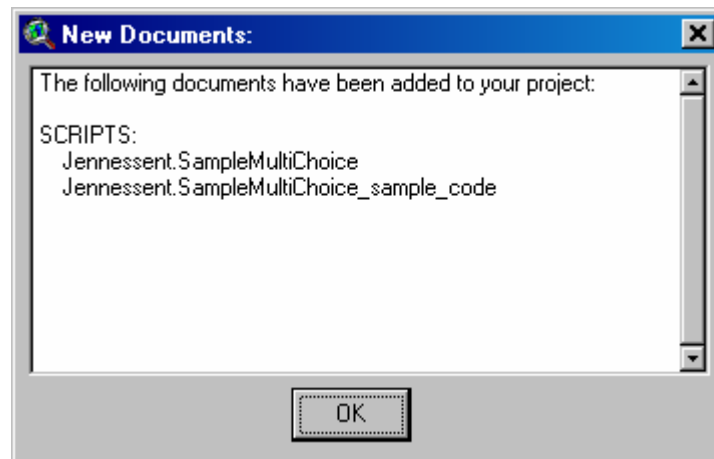 New Documents:
The following documents have been added to your project:
SCRIPTS:
Jennessent.SampleMultiChoice
Jennessent.SampleMultiChoice_sample_code
OK